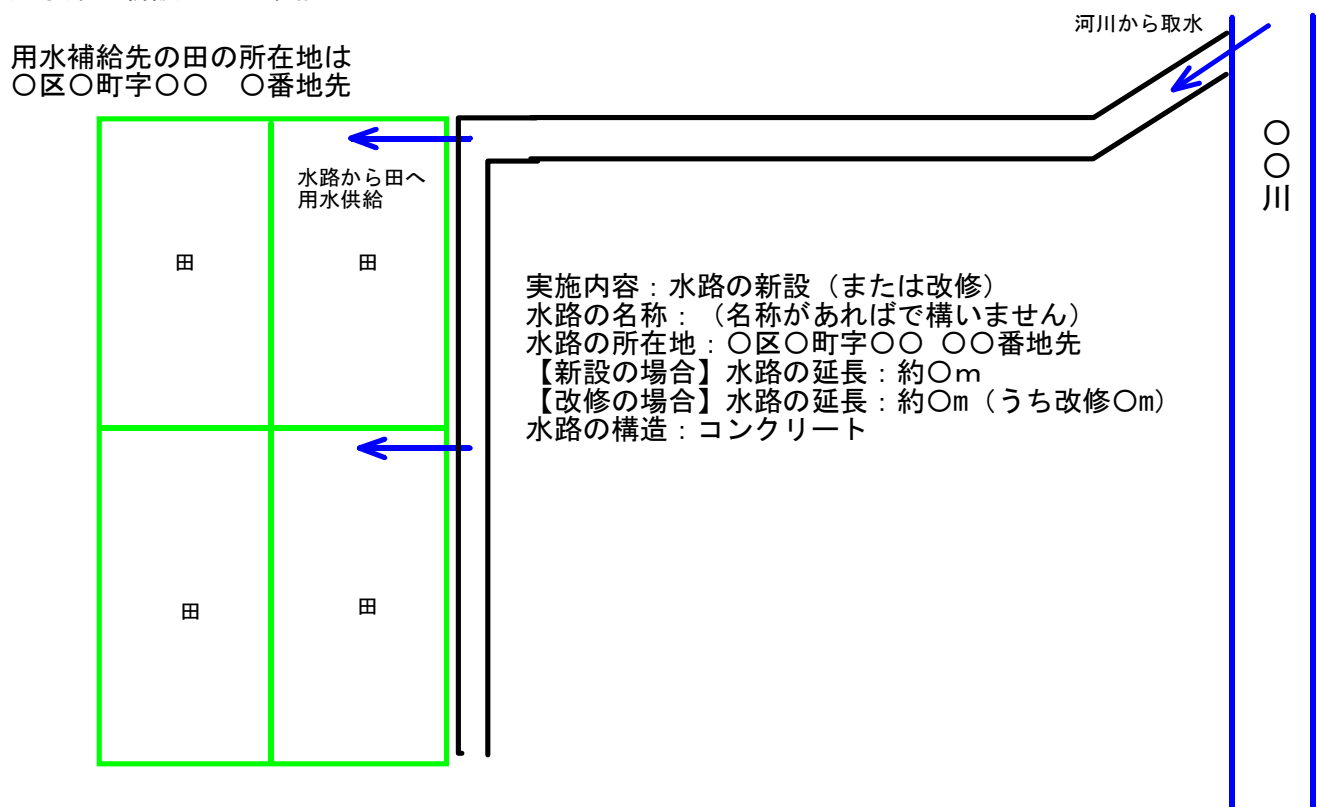 河川から取水
用水補給先の田の所在地は
〇区〇町字〇〇　〇番地先
〇〇川
水路から田へ
用水供給
田
田
実施内容：水路の新設（または改修）
水路の名称：（名称があればで構いません）
水路の所在地：〇区〇町字〇〇 〇〇番地先
【新設の場合】水路の延長：約〇ｍ
【改修の場合】水路の延長：約〇m（うち改修〇m）
水路の構造：コンクリート
田
田